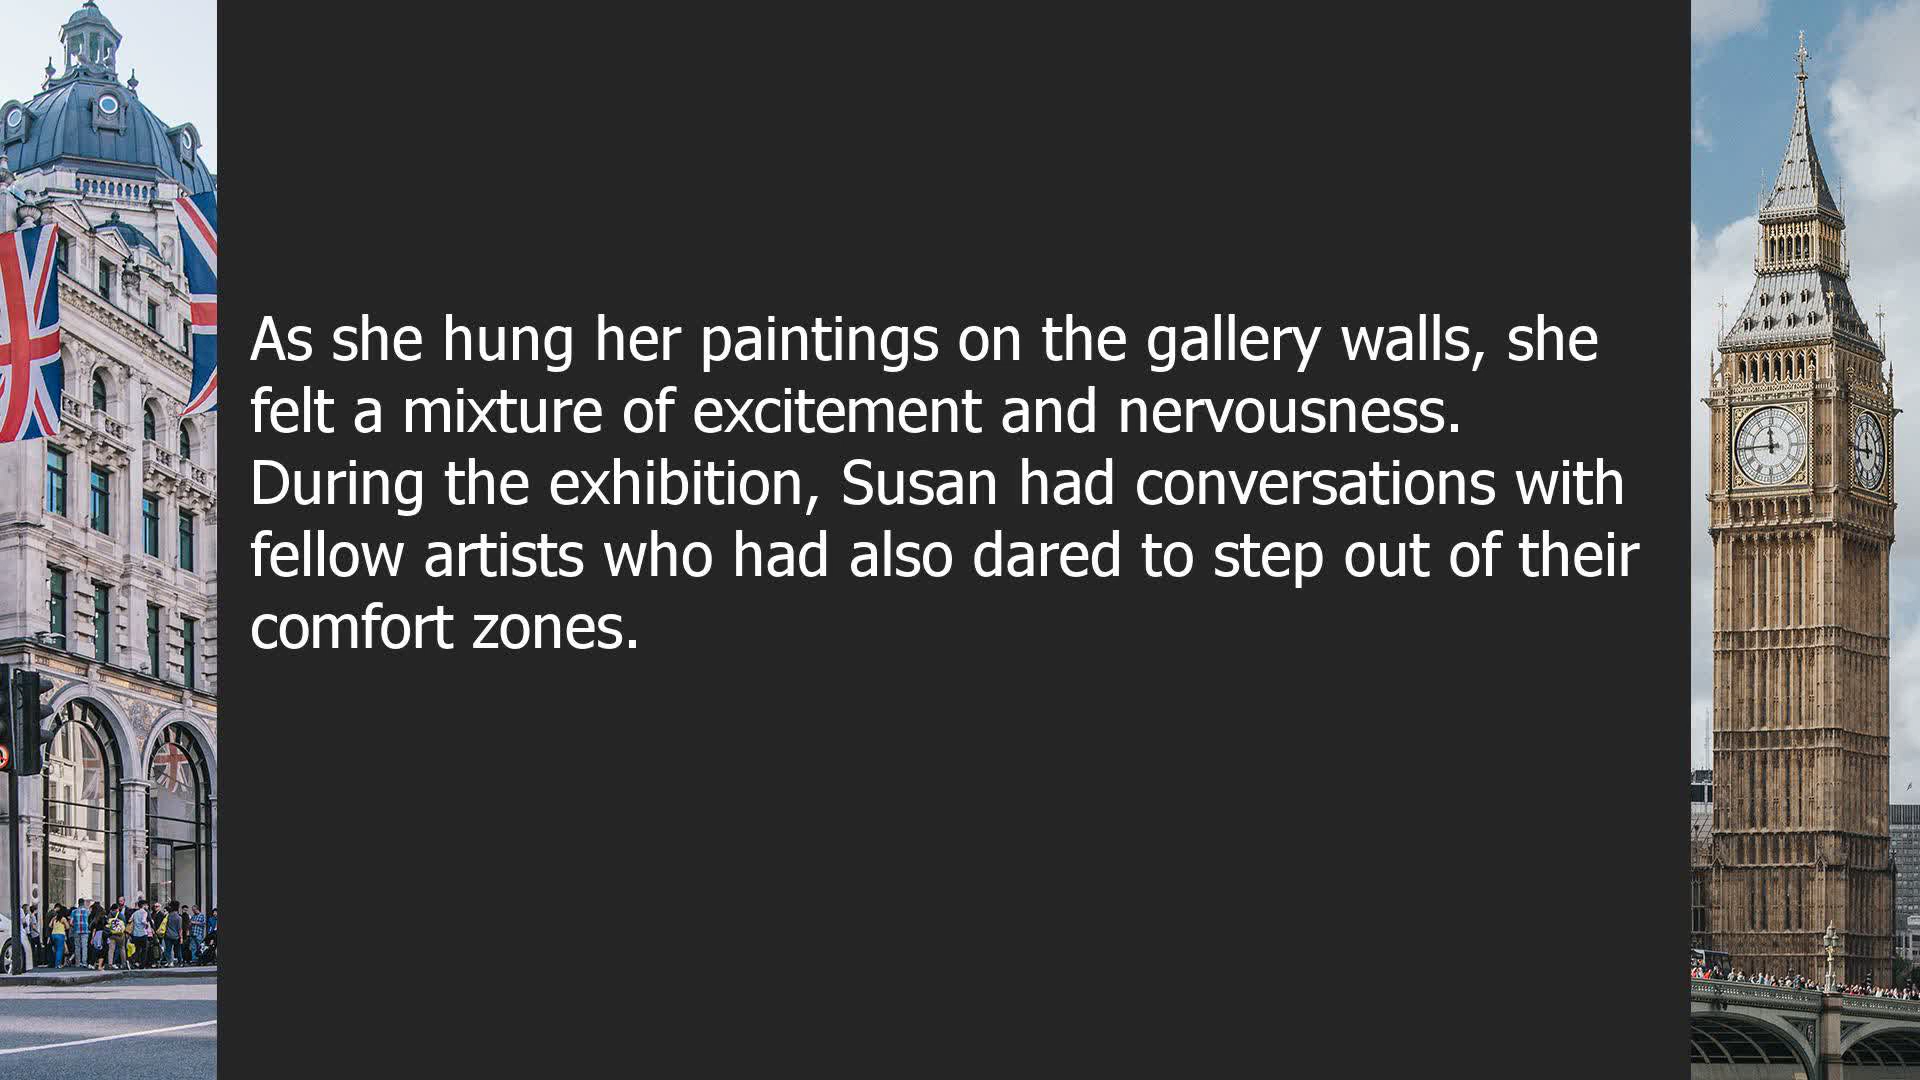 As she hung her paintings on the gallery walls, she
felt a mixture of excitement and nervousness.
During the exhibition, Susan had conversations with
fellow artists who had also dared to step out of their
comfort zones.